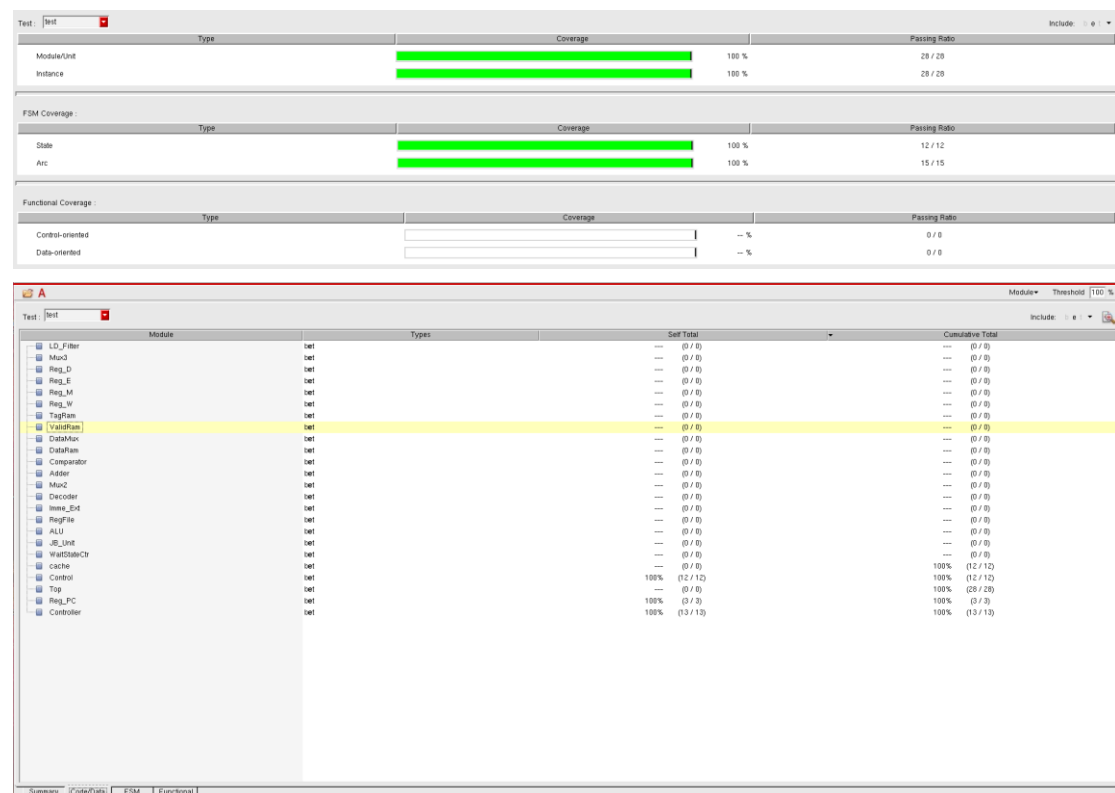 Test : test Include: e
Type Coverage Passing Ratio
Module/Unit 100 % 28 / 28
Instance 100 % 28 / 28
FSM Coverage :
Type Coverage Passing Ratio
State 100 % 12 / 12
Arc 100 % 15 / 15
Functional Coverage :
Type Coverage Passing Ratio
Control-oriented -- % 0 / 0
Data-oriented -- % 0 / 0
A Module Threshold 100 %
Test : test Include: e
Module Types Self Total Cumulative Total
LD_Filter bet --- (0 / 0) --- (0 / 0)
Mux3 bet --- (0 / 0) --- (0 / 0)
Reg_D bet --- (0 / 0) --- (0 / 0)
Reg_E bet --- (0 / 0) --- (0 / 0)
Reg_M bet --- (0 / 0) --- (0 / 0)
Reg_W bet --- (0 / 0) --- (0 / 0)
TagRam bet --- (0 / 0) --- (0 / 0)
ValidRam bet --- (0 / 0) --- (0 / 0)
DataMux bet --- (0 / 0) --- (0 / 0)
DataRam bet --- (0 / 0) --- (0 / 0)
Comparator bet --- (0 / 0) --- (0 / 0)
Adder bet --- (0 / 0) --- (0 / 0)
Mux2 bet --- (0 / 0) --- (0 / 0)
Decoder bet --- (0 / 0) --- (0 / 0)
Imme_Ext bet --- (0 / 0) --- (0 / 0)
RegFile bet --- (0 / 0) --- (0 / 0)
ALU bet --- (0 / 0) --- (0 / 0)
JB_Unit bet --- (0 / 0) --- (0 / 0)
WaitStateCtr bet --- (0 / 0) --- (0 / 0)
cache bet --- (0 / 0) 100% (12 / 12)
Control bet 100% (12 / 12) 100% (12 / 12)
Top bet --- (0 / 0) 100% (28 / 28)
Reg_PC bet 100% (3 / 3) 100% (3 / 3)
Controller bet 100% (13 / 13) 100% (13 / 13)
Summary Code/Data FSM Functional